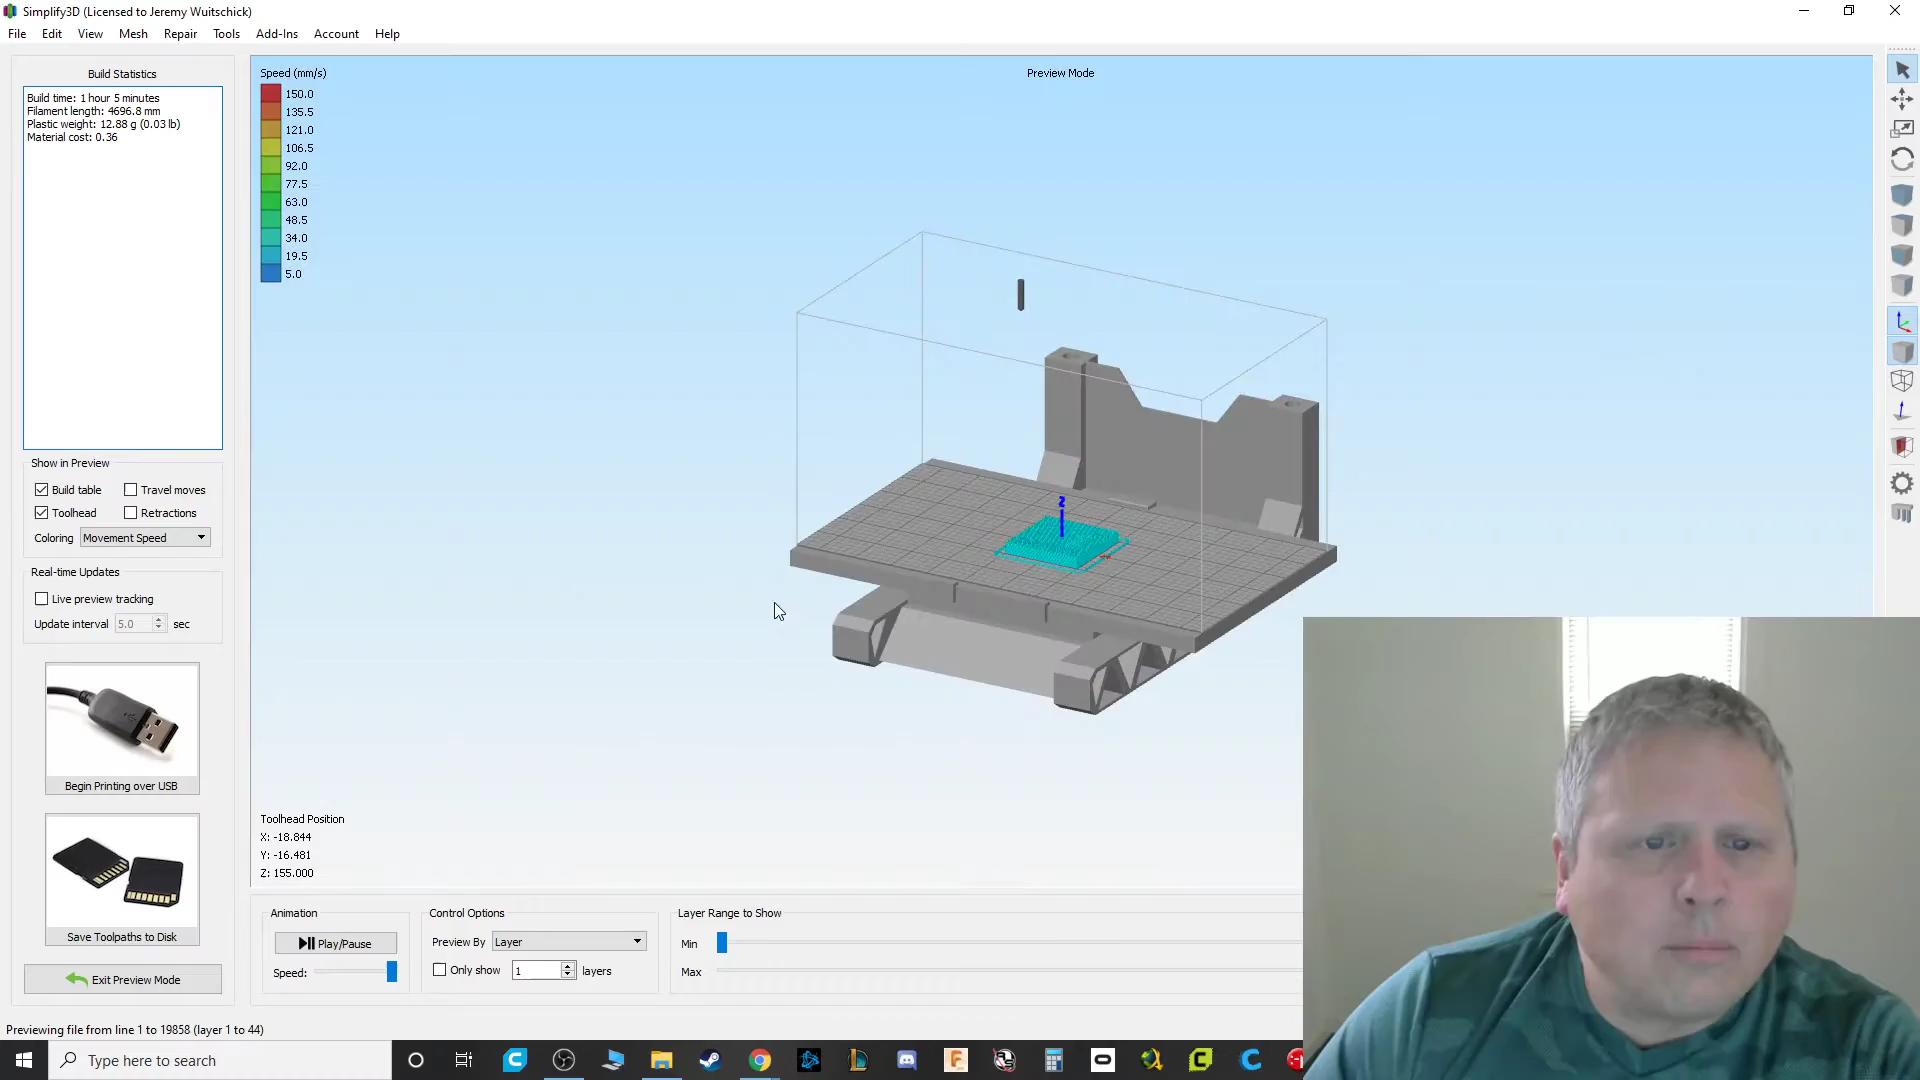 Simplify3D (Licensed to Jeremy Wuitschick)
File Edit View Mesh Repair Tools Add-Ins Account Help
Build Statistics
Build time: 1 hour 5 minutes
Filament length: 4696.8 mm
Plastic weight: 12.88 g (0.03 lb)
Material cost: 0.36
Speed (mm/s)
150.0
135.5
121.0
106.5
92.0
77.5
63.0
48.5
34.0
19.5
5.0
Preview Mode
Z
Show in Preview
Build table Travel moves
Toolhead Retractions
Coloring Movement Speed
Real-time Updates
Live preview tracking
Update interval 5.0 sec
Begin Printing over USB
Save Toolpaths to Disk
Exit Preview Mode
Toolhead Position
X: -18.844
Y: -16.481
Z: 155.000
Animation
Play/Pause
Speed:
Control Options
Preview By Layer
Only show 1 layers
Layer Range to Show
Min
Max
Previewing file from line 1 to 19858 (layer 1 to 44)
Type here to search